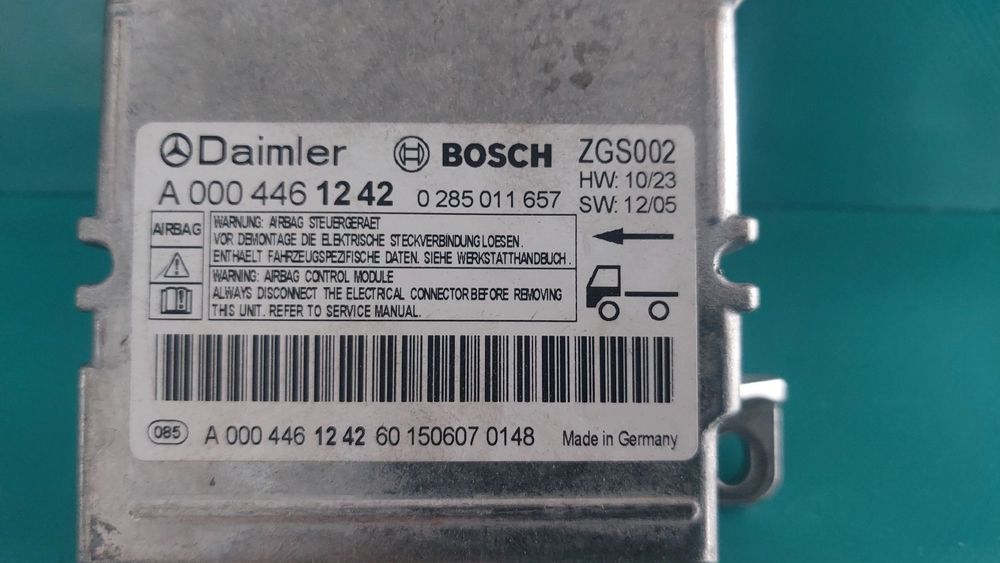 Daimler BOSCH ZGS002
A 000 446 12 42 0 285 011 657 HW: 10/23
SW: 12/05
AIRBAG
WARNUNG: AIRBAG STEUERGERAET
VOR DEMONTAGE DIE ELEKTRISCHE STECKVERBINDUNG LOESEN.
ENTHAELT FAHRZEUGSPEZIFISCHE DATEN. SIEHE WERKSTATTHANDBUCH.
WARNING: AIRBAG CONTROL MODULE
ALWAYS DISCONNECT THE ELECTRICAL CONNECTOR BEFORE REMOVING
THIS UNIT. REFER TO SERVICE MANUAL.
085 A 000 446 12 42 60 150607 0148 Made in Germany